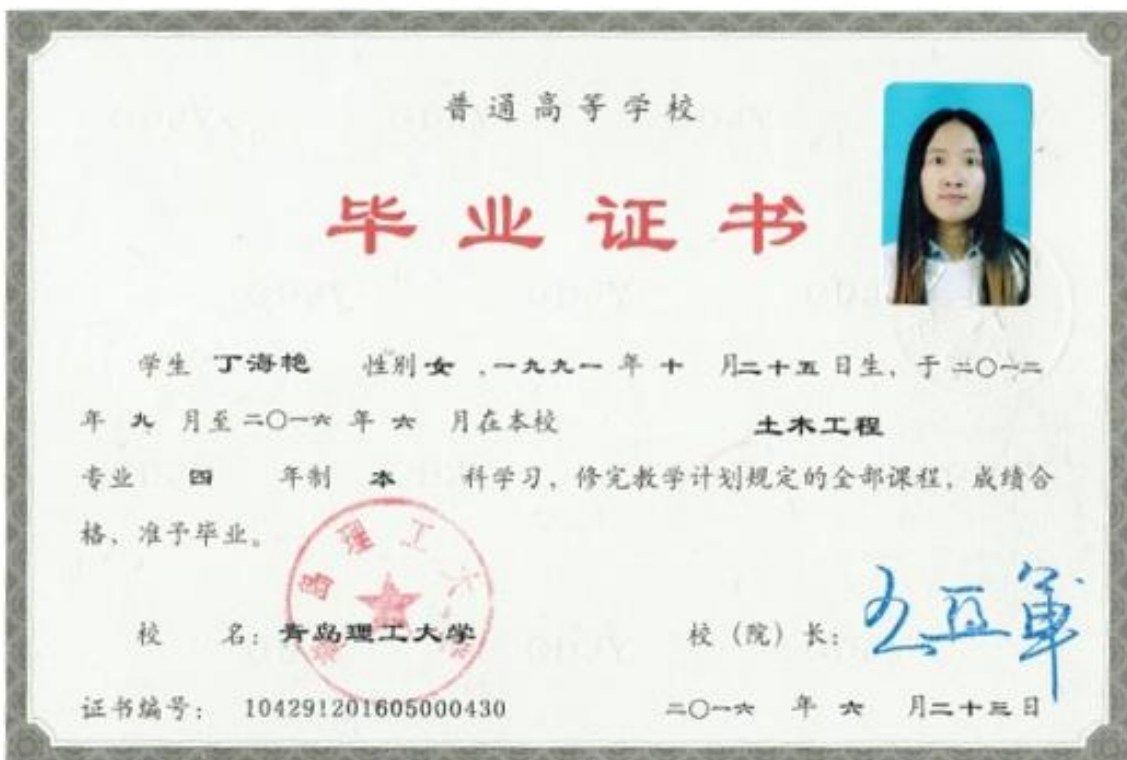 普通高等学校
毕业证书
学生 丁海艳 性别 女 ,一九九一 年 十 月二十五日生, 于 二〇一二
年 九 月至 二〇一六 年 六 月在本校 土木工程
专业 四 年制 本 科学习, 修完教学计划规定的全部课程, 成绩合
格, 准予毕业。
校 名: 青岛理工大学 校 (院) 长:
证书编号: 104291201605000430 二〇一六 年 六 月二十三日